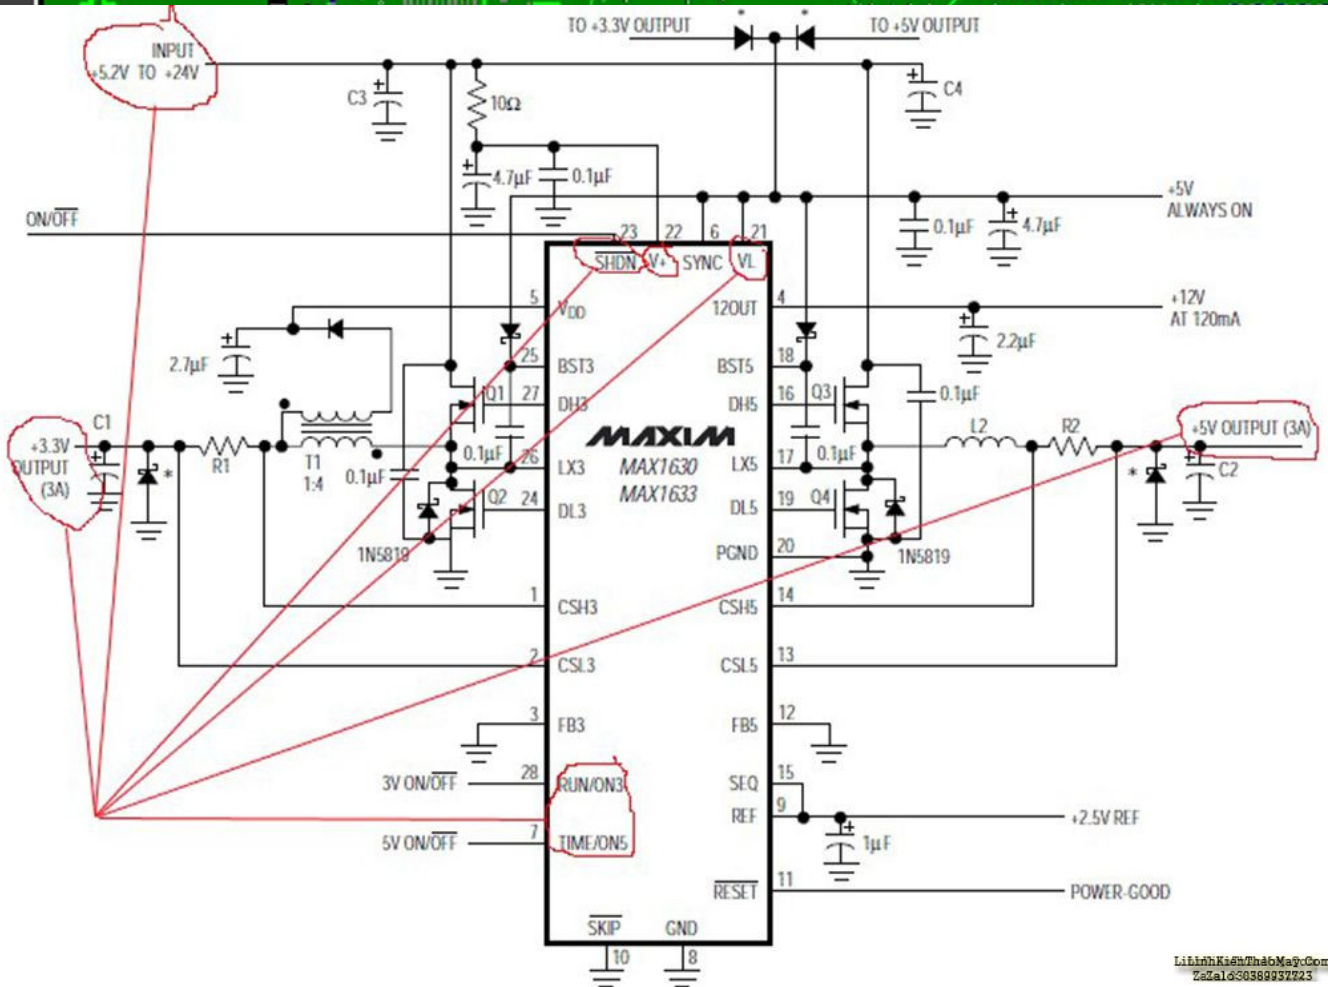 TO +3.3V OUTPUT
TO +5V OUTPUT
INPUT
+5.2V TO +24V
C3
10Ω
C4
4.7µF
0.1µF
ON/OFF
+5V
ALWAYS ON
0.1µF
4.7µF
23
22
6
21
SHDN
V+
SYNC
VL
5
VDD
12OUT
4
+12V
AT 120mA
2.7µF
2.2µF
25
BST3
BST5
18
Q1
27
DH3
DH5
16
Q3
0.1µF
C1
+3.3V
OUTPUT
(3A)
*
R1
T1
1:4
0.1µF
0.1µF
26
LX3
MAXIM
MAX1630
MAX1633
LX5
17
0.1µF
L2
R2
+5V OUTPUT (3A)
*
C2
Q2
24
DL3
DL5
19
Q4
1N5819
PGND
20
1N5819
1
CSH3
CSH5
14
2
CSL3
CSL5
13
3
FB3
FB5
12
3V ON/OFF
28
RUN/ON3
SEQ
15
REF
9
+2.5V REF
5V ON/OFF
7
TIME/ON5
1µF
RESET
11
POWER-GOOD
SKIP
GND
10
8